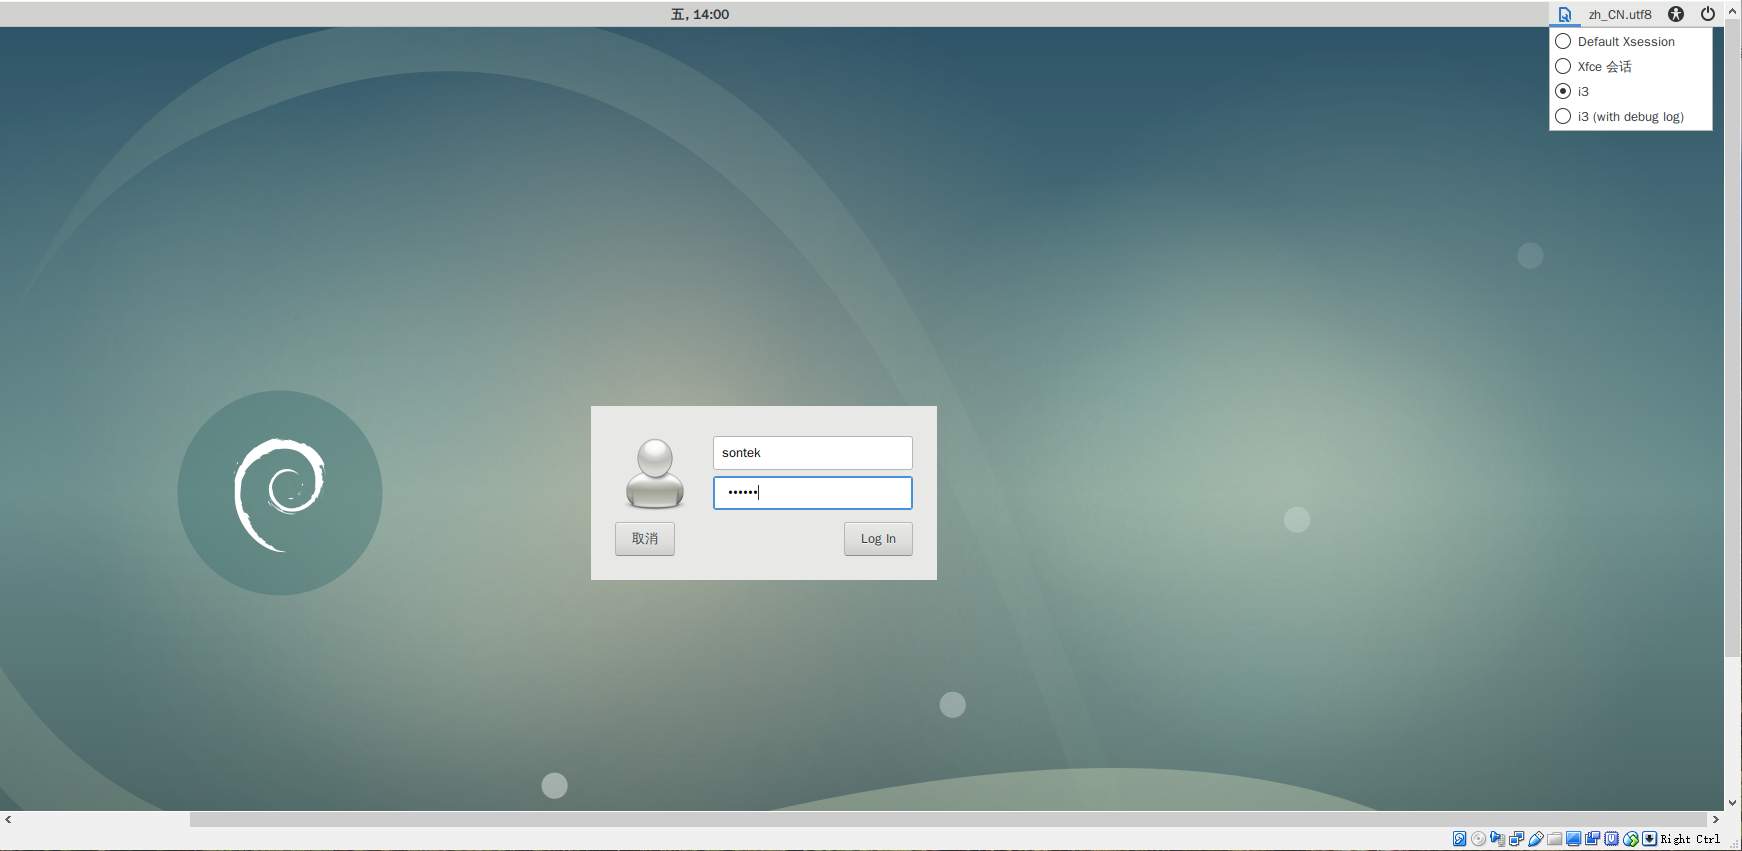 五, 14:00
zh_CN.utf8
Default Xsession
Xfce 会话
i3
i3 (with debug log)
sontek
••••••
取消
Log In
Right Ctrl